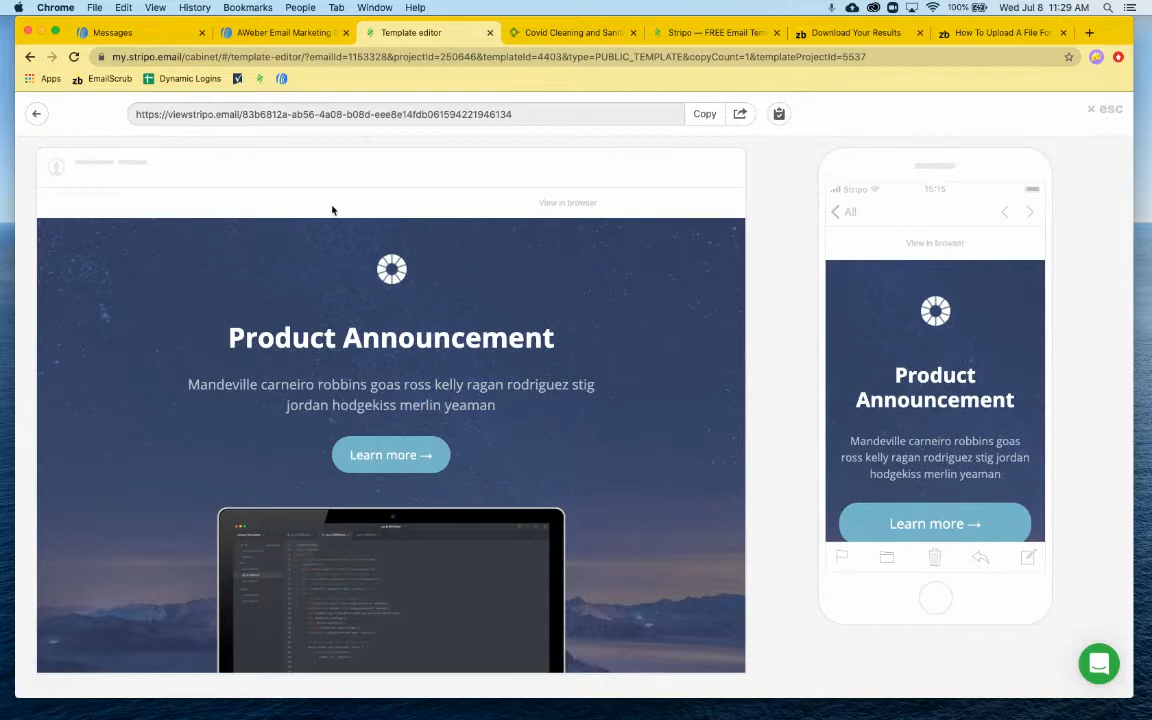 Chrome File Edit View History Bookmarks People Tab Window Help 100% Wed Jul 8 11:29 AM
Messages × AWeber Email Marketing × Template editor × Covid Cleaning and Sanit × Stripo — FREE Email Tem × zb Download Your Results × zb How To Upload A File For × +
my.stripo.email/cabinet/#/template-editor/?emailId=1153328&projectId=250646&templateId=4403&type=PUBLIC_TEMPLATE&copyCount=1&templateProjectId=5537
Apps zb EmailScrub Dynamic Logins
https://viewstripo.email/83b6812a-ab56-4a08-b08d-eee8e14fdb061594221946134 Copy × esc
View in browser
Product Announcement
Mandeville carneiro robbins goas ross kelly ragan rodriguez stig
jordan hodgekiss merlin yeaman
Learn more →
Stripo 15:15
All
View in browser
Product
Announcement
Mandeville carneiro robbins goas
ross kelly ragan rodriguez stig jordan
hodgekiss merlin yeaman
Learn more →